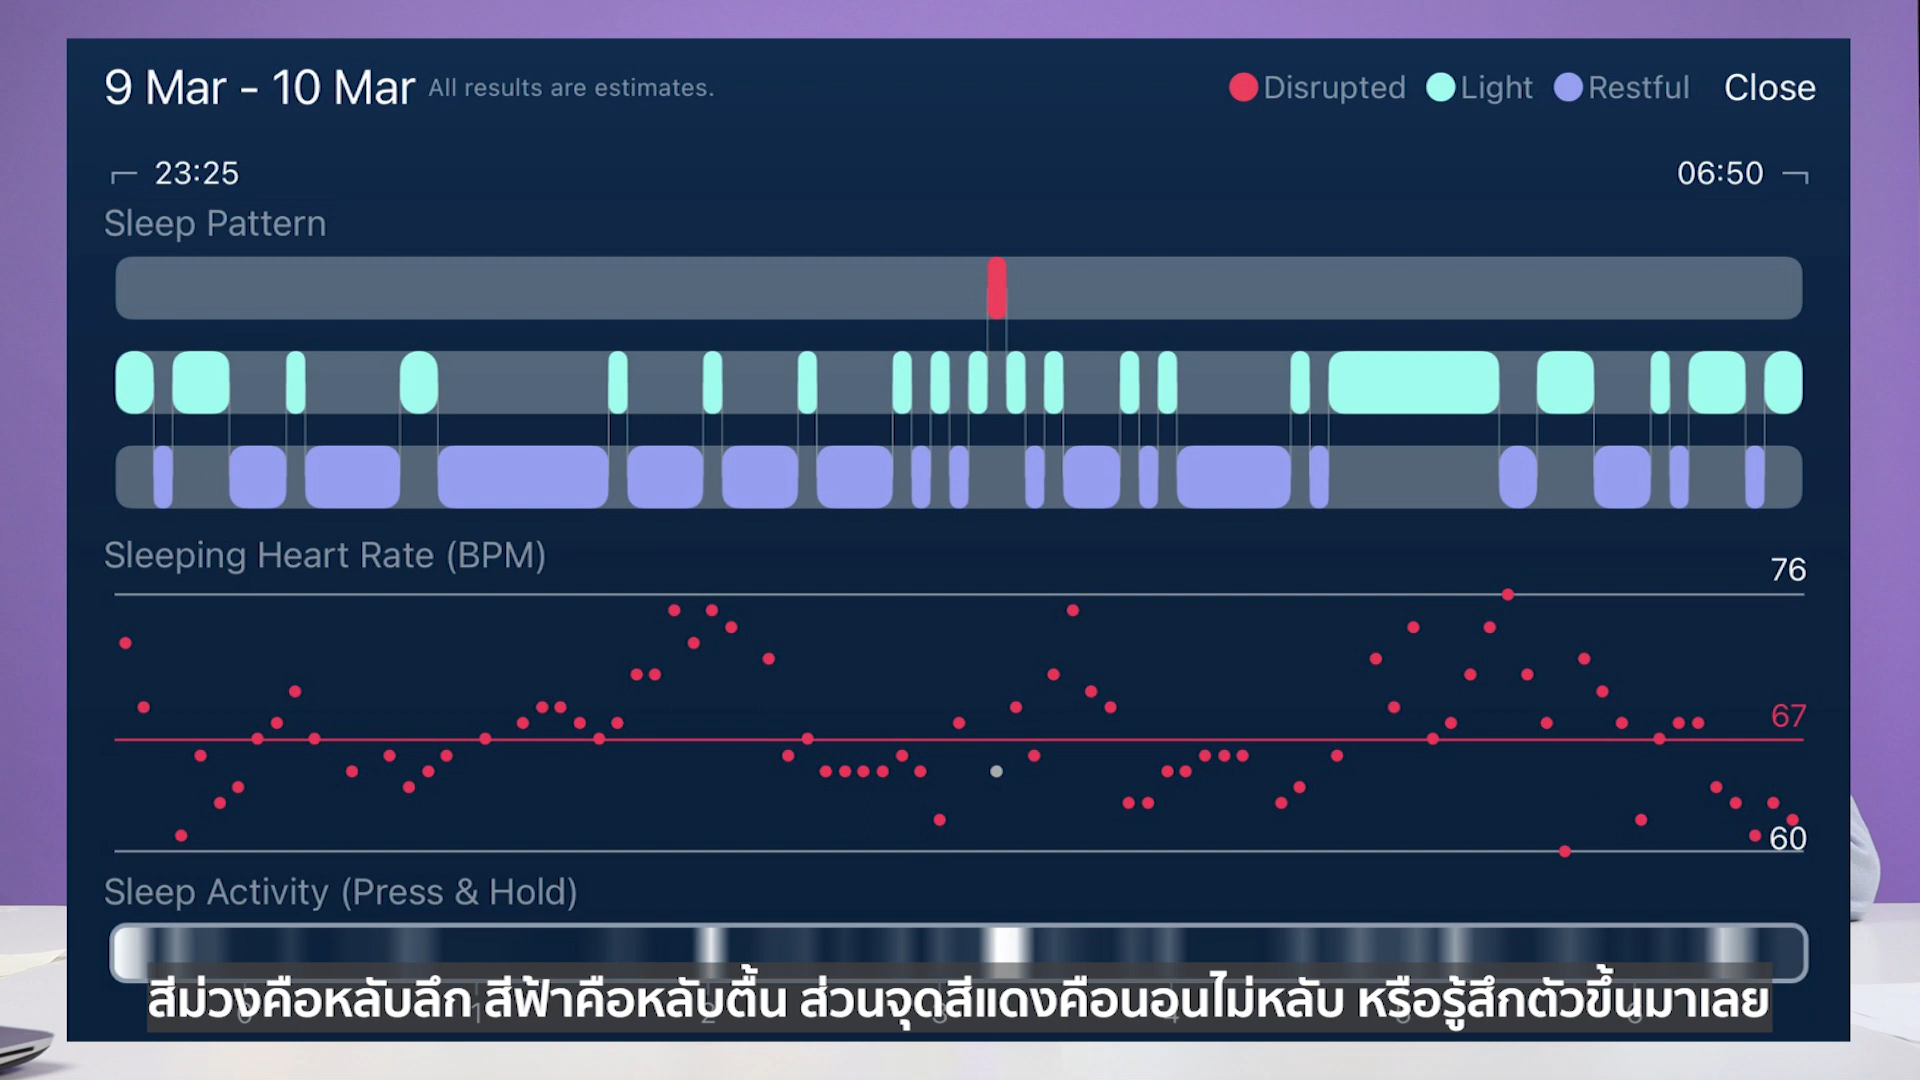 9 Mar - 10 Mar All results are estimates. Disrupted Light Restful Close
23:25 06:50
Sleep Pattern
Sleeping Heart Rate (BPM)
76
67
60
Sleep Activity (Press & Hold)
สีม่วงคือหลับลึก สีฟ้าคือหลับตื้น ส่วนจุดสีแดงคือนอนไม่หลับ หรือรู้สึกตัวขึ้นมาเลย